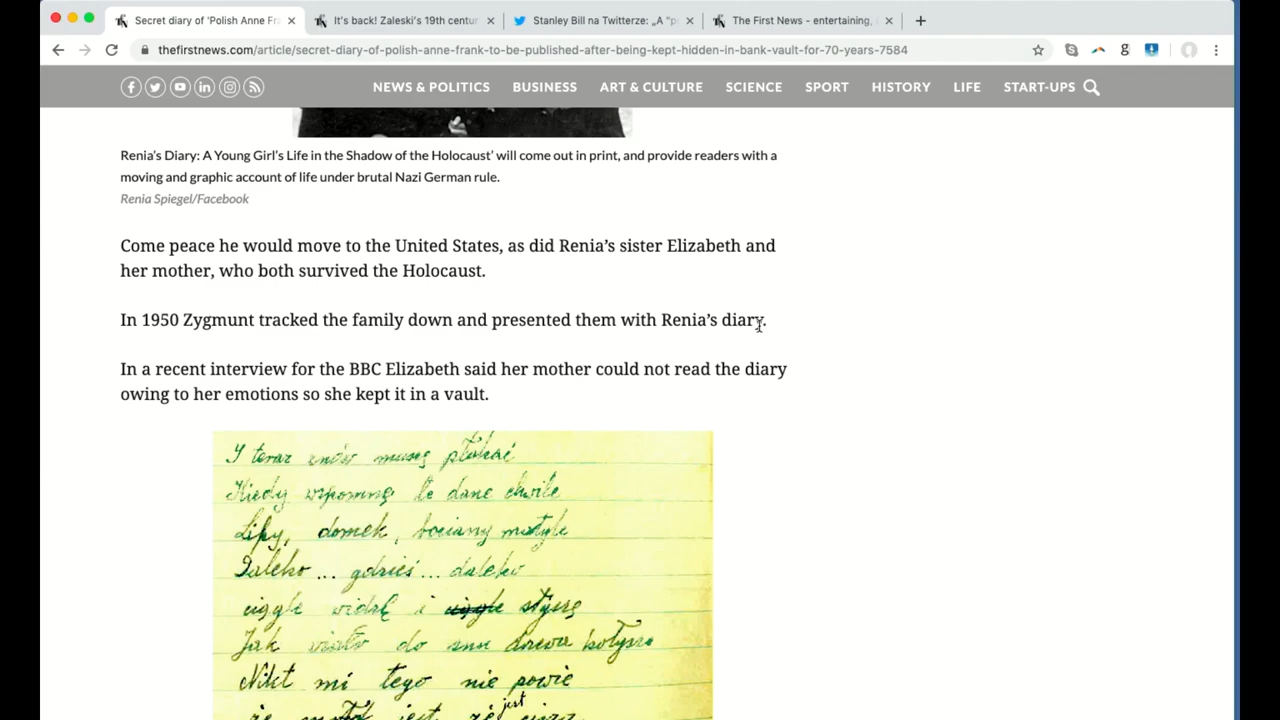 Secret diary of 'Polish Anne Fra
It's back! Zaleski's 19th centur
Stanley Bill na Twitterze: „A "p
The First News - entertaining,
thefirstnews.com/article/secret-diary-of-polish-anne-frank-to-be-published-after-being-kept-hidden-in-bank-vault-for-70-years-7584
NEWS & POLITICS BUSINESS ART & CULTURE SCIENCE SPORT HISTORY LIFE START-UPS
Renia's Diary: A Young Girl's Life in the Shadow of the Holocaust' will come out in print, and provide readers with a
moving and graphic account of life under brutal Nazi German rule.
Renia Spiegel/Facebook
Come peace he would move to the United States, as did Renia's sister Elizabeth and
her mother, who both survived the Holocaust.
In 1950 Zygmunt tracked the family down and presented them with Renia's diary.
In a recent interview for the BBC Elizabeth said her mother could not read the diary
owing to her emotions so she kept it in a vault.
I teraz znów muszę płakać
Kiedy wspomnę te dane chwile
Lipy, domek, bociany motyle
Daleko... gdzieś... daleko
ciągle widzę i słyszę
Jak wiatr do snu drzewa kołysze
Nikt mi tego nie powie
że jest